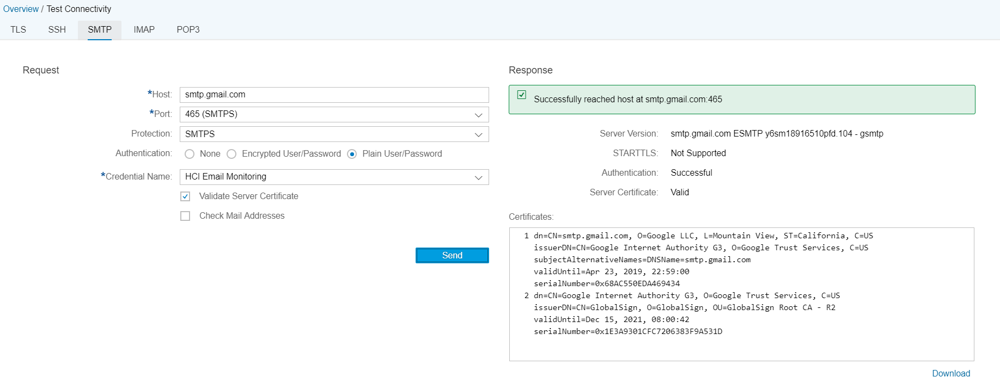 Overview / Test Connectivity
TLS SSH SMTP IMAP POP3
Request
*Host: smtp.gmail.com
*Port: 465 (SMTPS)
Protection: SMTPS
Authentication: None Encrypted User/Password Plain User/Password
*Credential Name: HCI Email Monitoring
Validate Server Certificate
Check Mail Addresses
Send
Response
Successfully reached host at smtp.gmail.com:465
Server Version: smtp.gmail.com ESMTP y6sm18916510pfd.104 - gsmtp
STARTTLS: Not Supported
Authentication: Successful
Server Certificate: Valid
Certificates:
1 dn=CN=smtp.gmail.com, O=Google LLC, L=Mountain View, ST=California, C=US
issuerDN=CN=Google Internet Authority G3, O=Google Trust Services, C=US
subjectAlternativeNames=DNSName=smtp.gmail.com
validUntil=Apr 23, 2019, 22:59:00
serialNumber=0x68AC550EDA469434
2 dn=CN=Google Internet Authority G3, O=Google Trust Services, C=US
issuerDN=CN=GlobalSign, O=GlobalSign, OU=GlobalSign Root CA - R2
validUntil=Dec 15, 2021, 08:00:42
serialNumber=0x1E3A9301CFC7206383F9A531D
Download